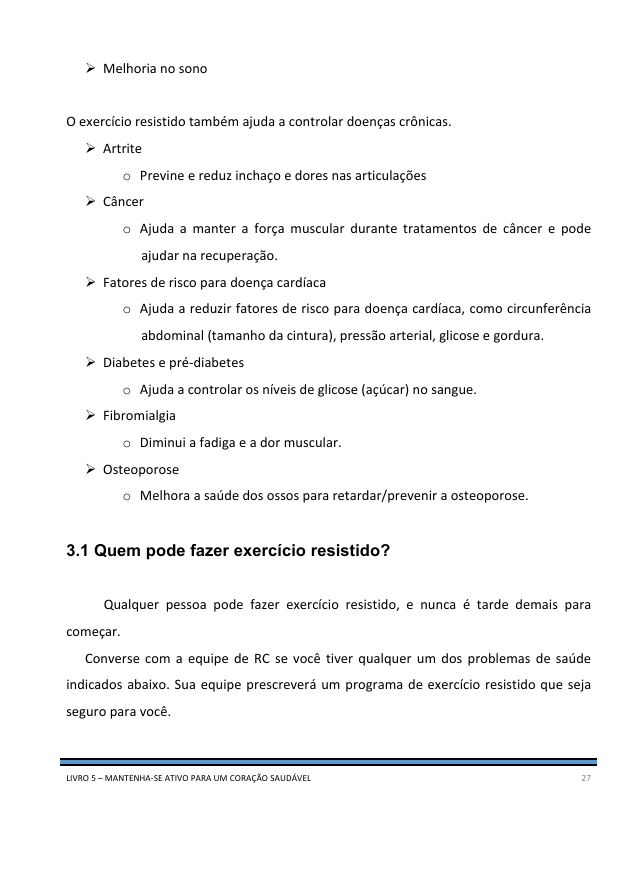 ➢ Melhoria no sono
O exercício resistido também ajuda a controlar doenças crônicas.
➢ Artrite
o Previne e reduz inchaço e dores nas articulações
➢ Câncer
o Ajuda a manter a força muscular durante tratamentos de câncer e pode
ajudar na recuperação.
➢ Fatores de risco para doença cardíaca
o Ajuda a reduzir fatores de risco para doença cardíaca, como circunferência
abdominal (tamanho da cintura), pressão arterial, glicose e gordura.
➢ Diabetes e pré-diabetes
o Ajuda a controlar os níveis de glicose (açúcar) no sangue.
➢ Fibromialgia
o Diminui a fadiga e a dor muscular.
➢ Osteoporose
o Melhora a saúde dos ossos para retardar/prevenir a osteoporose.
3.1 Quem pode fazer exercício resistido?
Qualquer pessoa pode fazer exercício resistido, e nunca é tarde demais para
começar.
Converse com a equipe de RC se você tiver qualquer um dos problemas de saúde
indicados abaixo. Sua equipe prescreverá um programa de exercício resistido que seja
seguro para você.
LIVRO 5 – MANTENHA-SE ATIVO PARA UM CORAÇÃO SAUDÁVEL 27